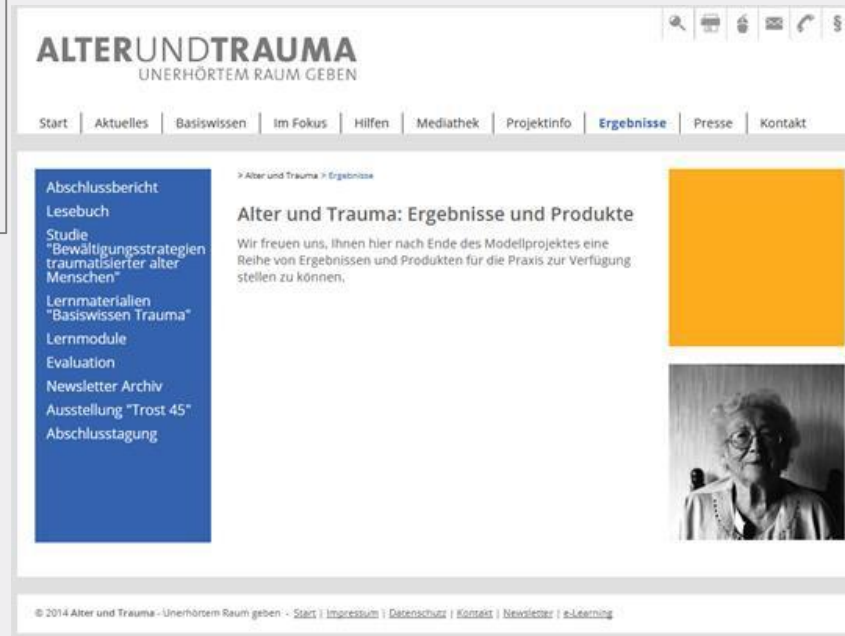 ALTERUNDTRAUMA
UNERHÖRTEM RAUM GEBEN
§
Start | Aktuelles | Basiswissen | Im Fokus | Hilfen | Mediathek | Projektinfo | Ergebnisse | Presse | Kontakt
Abschlussbericht
Lesebuch
Studie
"Bewältigungsstrategien
traumatisierter alter
Menschen"
Lernmaterialien
"Basiswissen Trauma"
Lernmodule
Evaluation
Newsletter Archiv
Ausstellung "Trost 45"
Abschlusstagung
> Alter und Trauma > Ergebnisse
Alter und Trauma: Ergebnisse und Produkte
Wir freuen uns, Ihnen hier nach Ende des Modellprojektes eine
Reihe von Ergebnissen und Produkten für die Praxis zur Verfügung
stellen zu können.
© 2014 Alter und Trauma - Unerhörtem Raum geben - Start | Impressum | Datenschutz | Kontakt | Newsletter | e-Learning